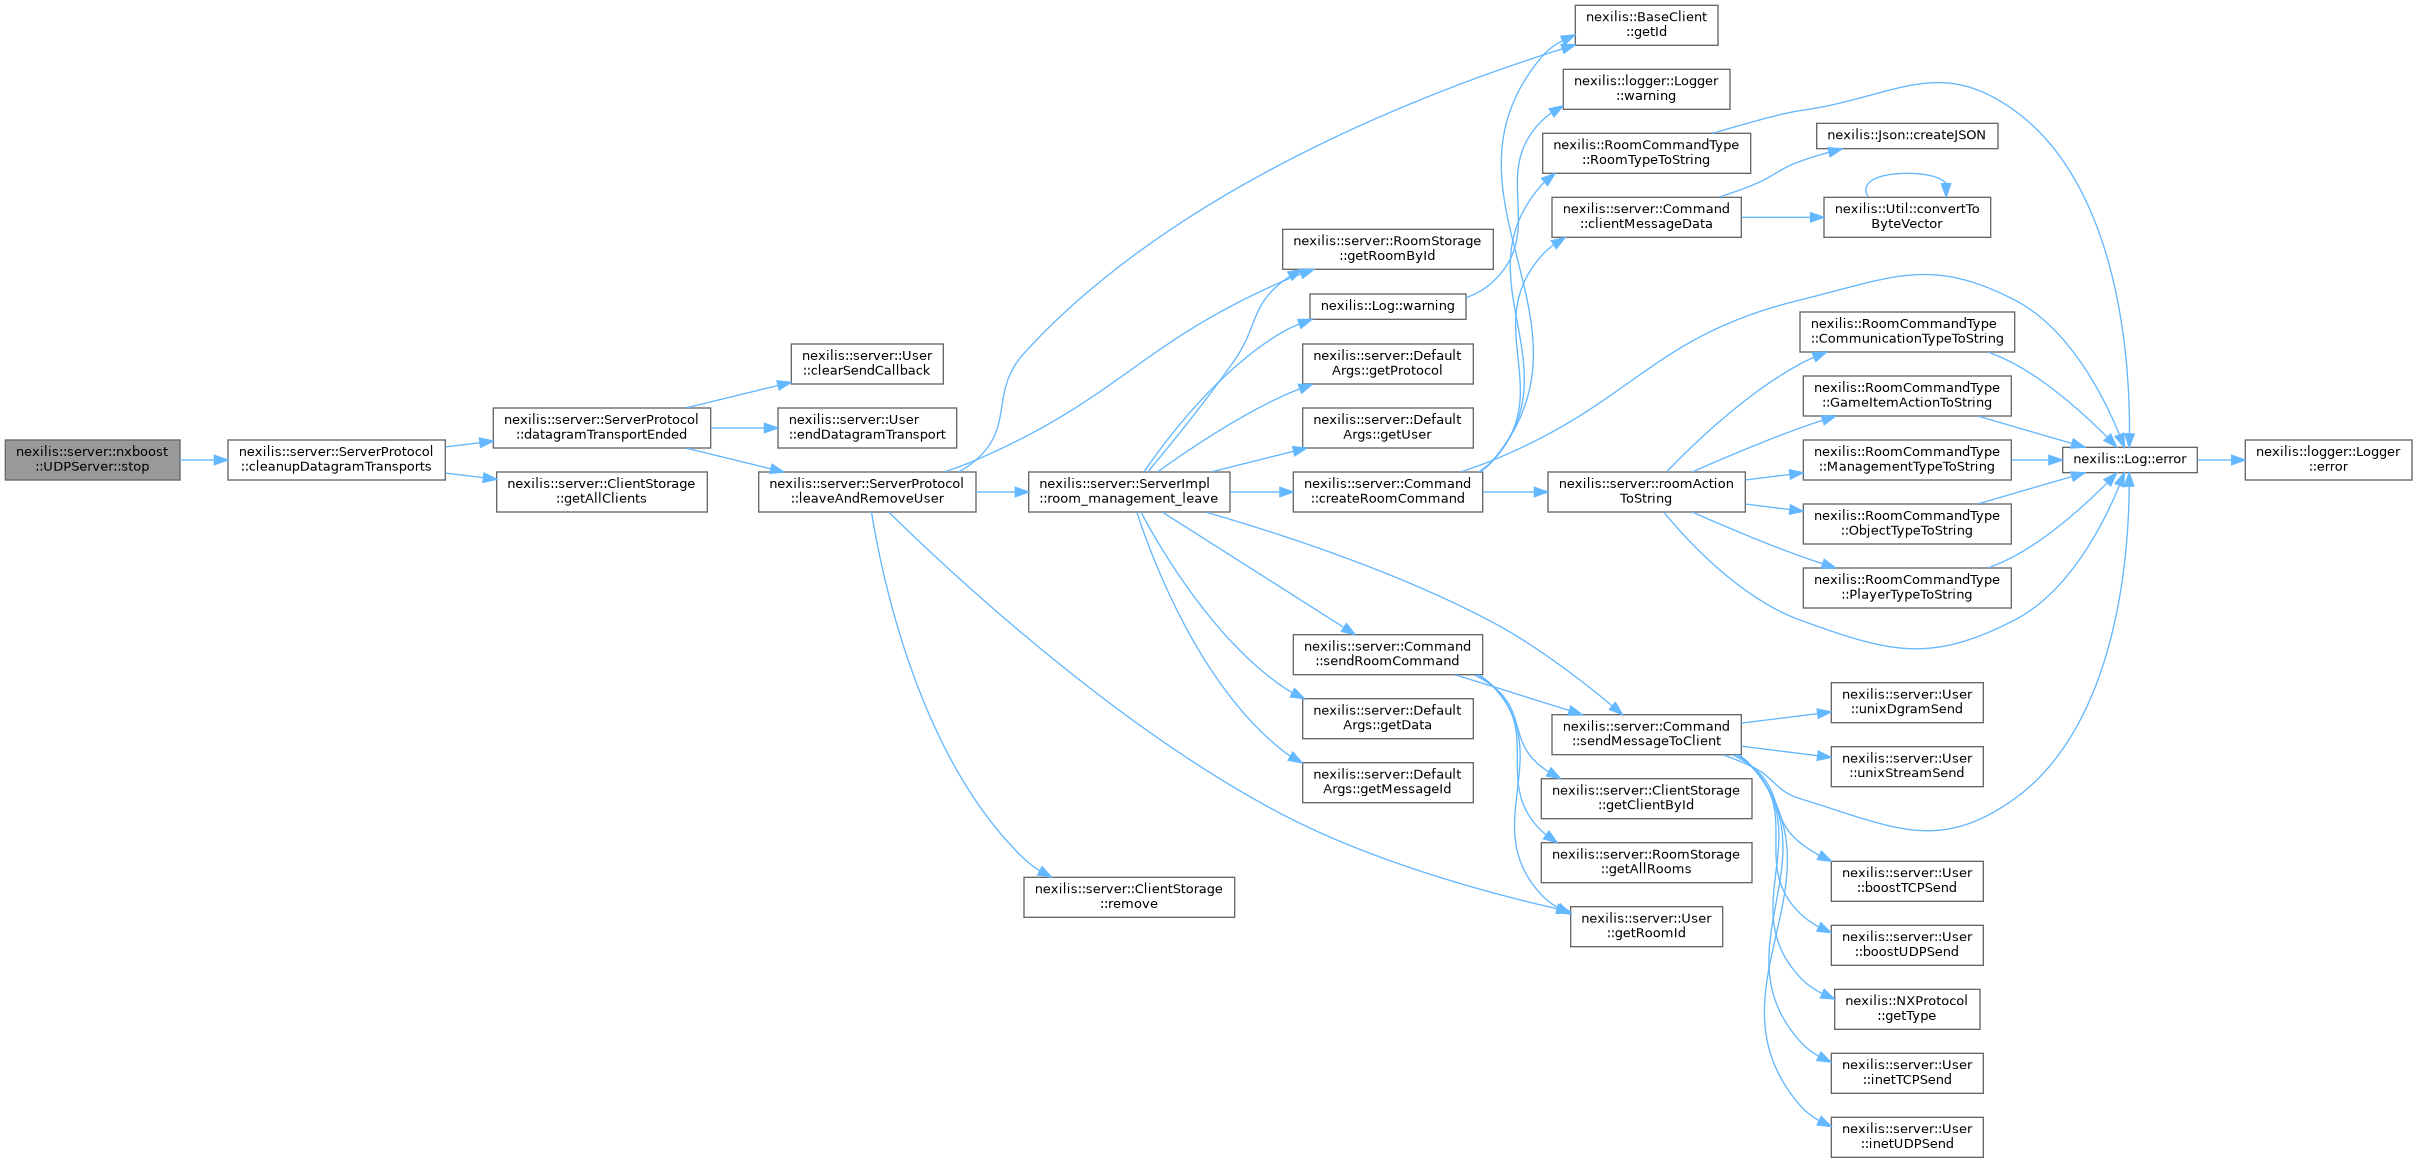 nexilis::server::nxboost
::UDPServer::stop
nexilis::server::ServerProtocol
::cleanupDatagramTransports
nexilis::server::ServerProtocol
::datagramTransportEnded
nexilis::server::ClientStorage
::getAllClients
nexilis::server::User
::clearSendCallback
nexilis::server::User
::endDatagramTransport
nexilis::server::ServerProtocol
::leaveAndRemoveUser
nexilis::server::ServerImpl
::room_management_leave
nexilis::server::ClientStorage
::remove
nexilis::server::RoomStorage
::getRoomById
nexilis::Log::warning
nexilis::server::Default
Args::getProtocol
nexilis::server::Default
Args::getUser
nexilis::server::Command
::createRoomCommand
nexilis::server::Command
::sendRoomCommand
nexilis::server::Default
Args::getData
nexilis::server::Default
Args::getMessageId
nexilis::BaseClient
::getId
nexilis::logger::Logger
::warning
nexilis::RoomCommandType
::RoomTypeToString
nexilis::server::Command
::clientMessageData
nexilis::server::roomAction
ToString
nexilis::server::Command
::sendMessageToClient
nexilis::server::ClientStorage
::getClientById
nexilis::server::RoomStorage
::getAllRooms
nexilis::server::User
::getRoomId
nexilis::Json::createJSON
nexilis::Util::convertTo
ByteVector
nexilis::RoomCommandType
::CommunicationTypeToString
nexilis::RoomCommandType
::GameItemActionToString
nexilis::RoomCommandType
::ManagementTypeToString
nexilis::RoomCommandType
::ObjectTypeToString
nexilis::RoomCommandType
::PlayerTypeToString
nexilis::server::User
::unixDgramSend
nexilis::server::User
::unixStreamSend
nexilis::server::User
::boostTCPSend
nexilis::server::User
::boostUDPSend
nexilis::NXProtocol
::getType
nexilis::server::User
::inetTCPSend
nexilis::server::User
::inetUDPSend
nexilis::Log::error
nexilis::logger::Logger
::error